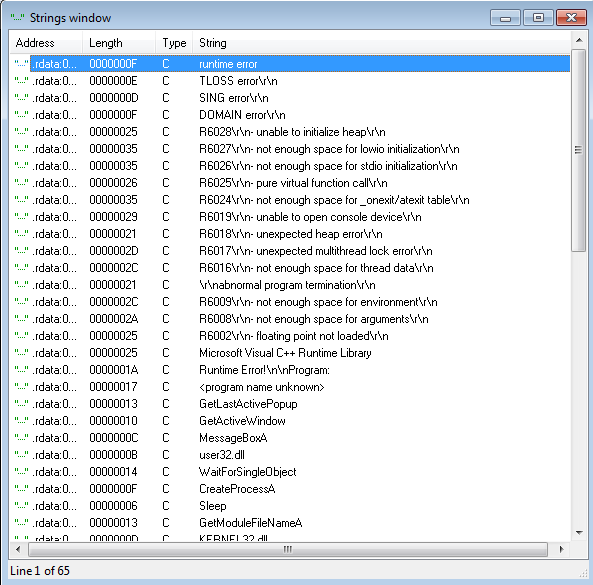 "..." Strings window
Address Length Type String
"..." .rdata:0... 0000000F C runtime error
"..." .rdata:0... 0000000E C TLOSS error\r\n
"..." .rdata:0... 0000000D C SING error\r\n
"..." .rdata:0... 0000000F C DOMAIN error\r\n
"..." .rdata:0... 00000025 C R6028\r\n- unable to initialize heap\r\n
"..." .rdata:0... 00000035 C R6027\r\n- not enough space for lowio initialization\r\n
"..." .rdata:0... 00000035 C R6026\r\n- not enough space for stdio initialization\r\n
"..." .rdata:0... 00000026 C R6025\r\n- pure virtual function call\r\n
"..." .rdata:0... 00000035 C R6024\r\n- not enough space for _onexit/atexit table\r\n
"..." .rdata:0... 00000029 C R6019\r\n- unable to open console device\r\n
"..." .rdata:0... 00000021 C R6018\r\n- unexpected heap error\r\n
"..." .rdata:0... 0000002D C R6017\r\n- unexpected multithread lock error\r\n
"..." .rdata:0... 0000002C C R6016\r\n- not enough space for thread data\r\n
"..." .rdata:0... 00000021 C \r\nabnormal program termination\r\n
"..." .rdata:0... 0000002C C R6009\r\n- not enough space for environment\r\n
"..." .rdata:0... 0000002A C R6008\r\n- not enough space for arguments\r\n
"..." .rdata:0... 00000025 C R6002\r\n- floating point not loaded\r\n
"..." .rdata:0... 00000025 C Microsoft Visual C++ Runtime Library
"..." .rdata:0... 0000001A C Runtime Error!\n\nProgram:
"..." .rdata:0... 00000017 C <program name unknown>
"..." .rdata:0... 00000013 C GetLastActivePopup
"..." .rdata:0... 00000010 C GetActiveWindow
"..." .rdata:0... 0000000C C MessageBoxA
"..." .rdata:0... 0000000B C user32.dll
"..." .rdata:0... 00000014 C WaitForSingleObject
"..." .rdata:0... 0000000F C CreateProcessA
"..." .rdata:0... 00000006 C Sleep
"..." .rdata:0... 00000013 C GetModuleFileNameA
"..." .rdata:0... 0000000D C KERNEL32.dll
Line 1 of 65